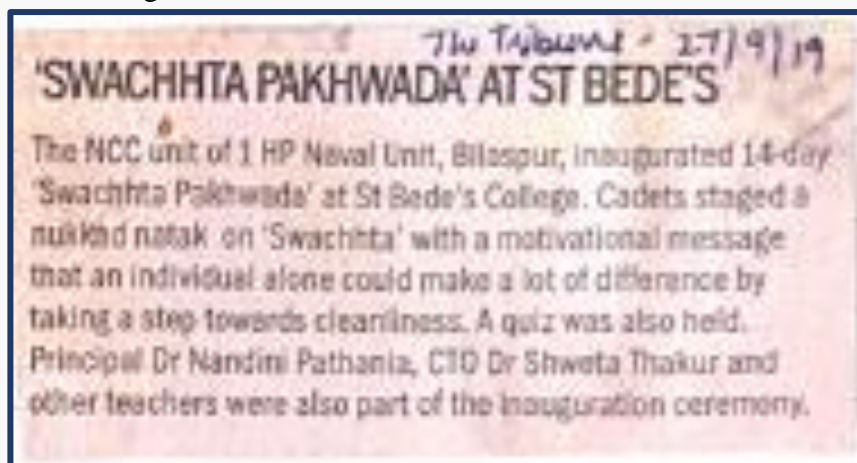 The Tribune - 27/9/19
'SWACHHTA PAKHWADA' AT ST BEDE'S
The NCC unit of 1 HP Naval Unit, Bilaspur, inaugurated 14-day
'Swachhta Pakhwada' at St Bede's College. Cadets staged a
nukkad natak on 'Swachhta' with a motivational message
that an individual alone could make a lot of difference by
taking a step towards cleanliness. A quiz was also held.
Principal Dr Nandini Pathania, CTO Dr Shweta Thakur and
other teachers were also part of the inauguration ceremony.